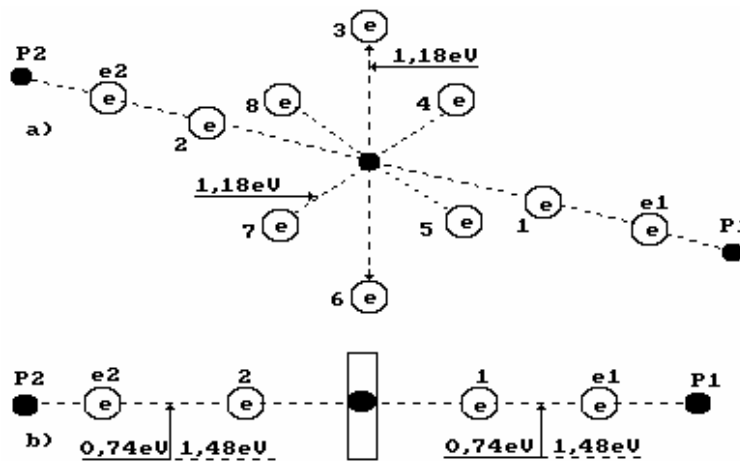 3 e
P2
1,18eV
e2 e
8 e
4 e
a)
2 e
1,18eV
7 e
5 e
1 e
e1 e
P1
6 e
P2
e2 e
2 e
1 e
e1 e
P1
b)
0,74eV 1,48eV
0,74eV 1,48eV